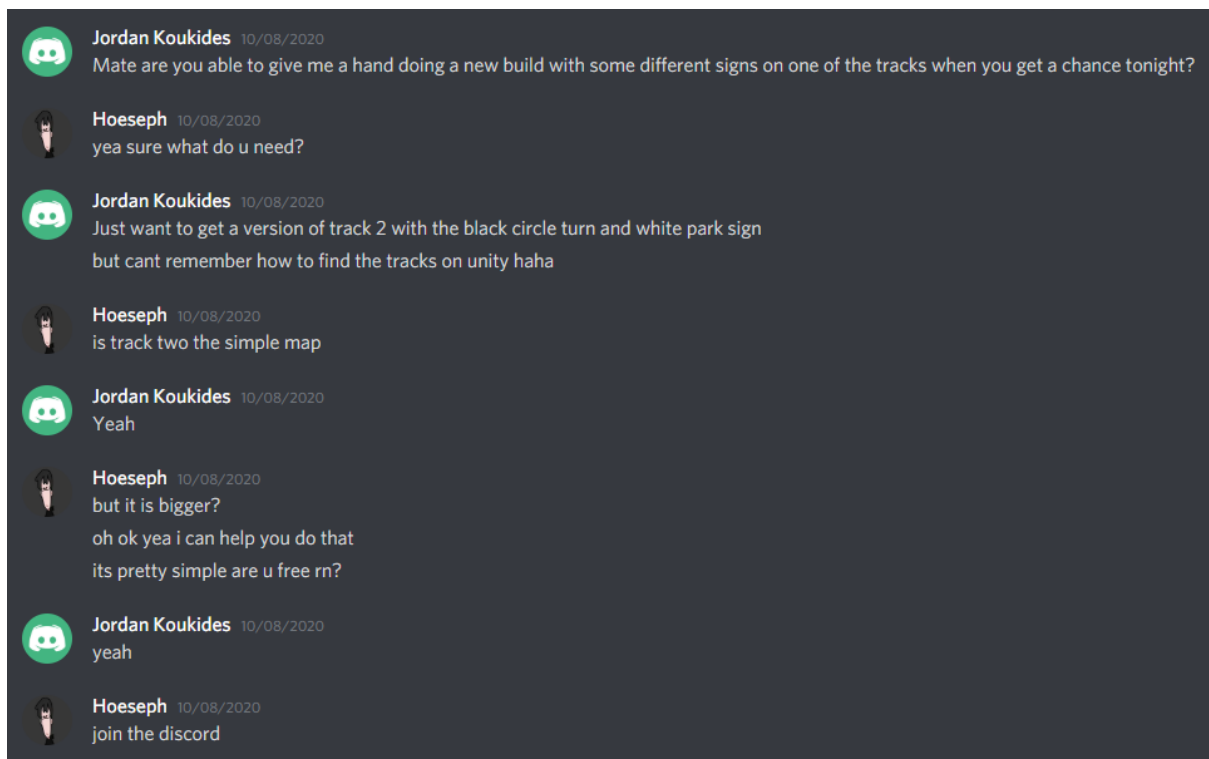 Jordan Koukides 10/08/2020
Mate are you able to give me a hand doing a new build with some different signs on one of the tracks when you get a chance tonight?
Hoeseph 10/08/2020
yea sure what do u need?
Jordan Koukides 10/08/2020
Just want to get a version of track 2 with the black circle turn and white park sign
but cant remember how to find the tracks on unity haha
Hoeseph 10/08/2020
is track two the simple map
Jordan Koukides 10/08/2020
Yeah
Hoeseph 10/08/2020
but it is bigger?
oh ok yea i can help you do that
its pretty simple are u free rn?
Jordan Koukides 10/08/2020
yeah
Hoeseph 10/08/2020
join the discord